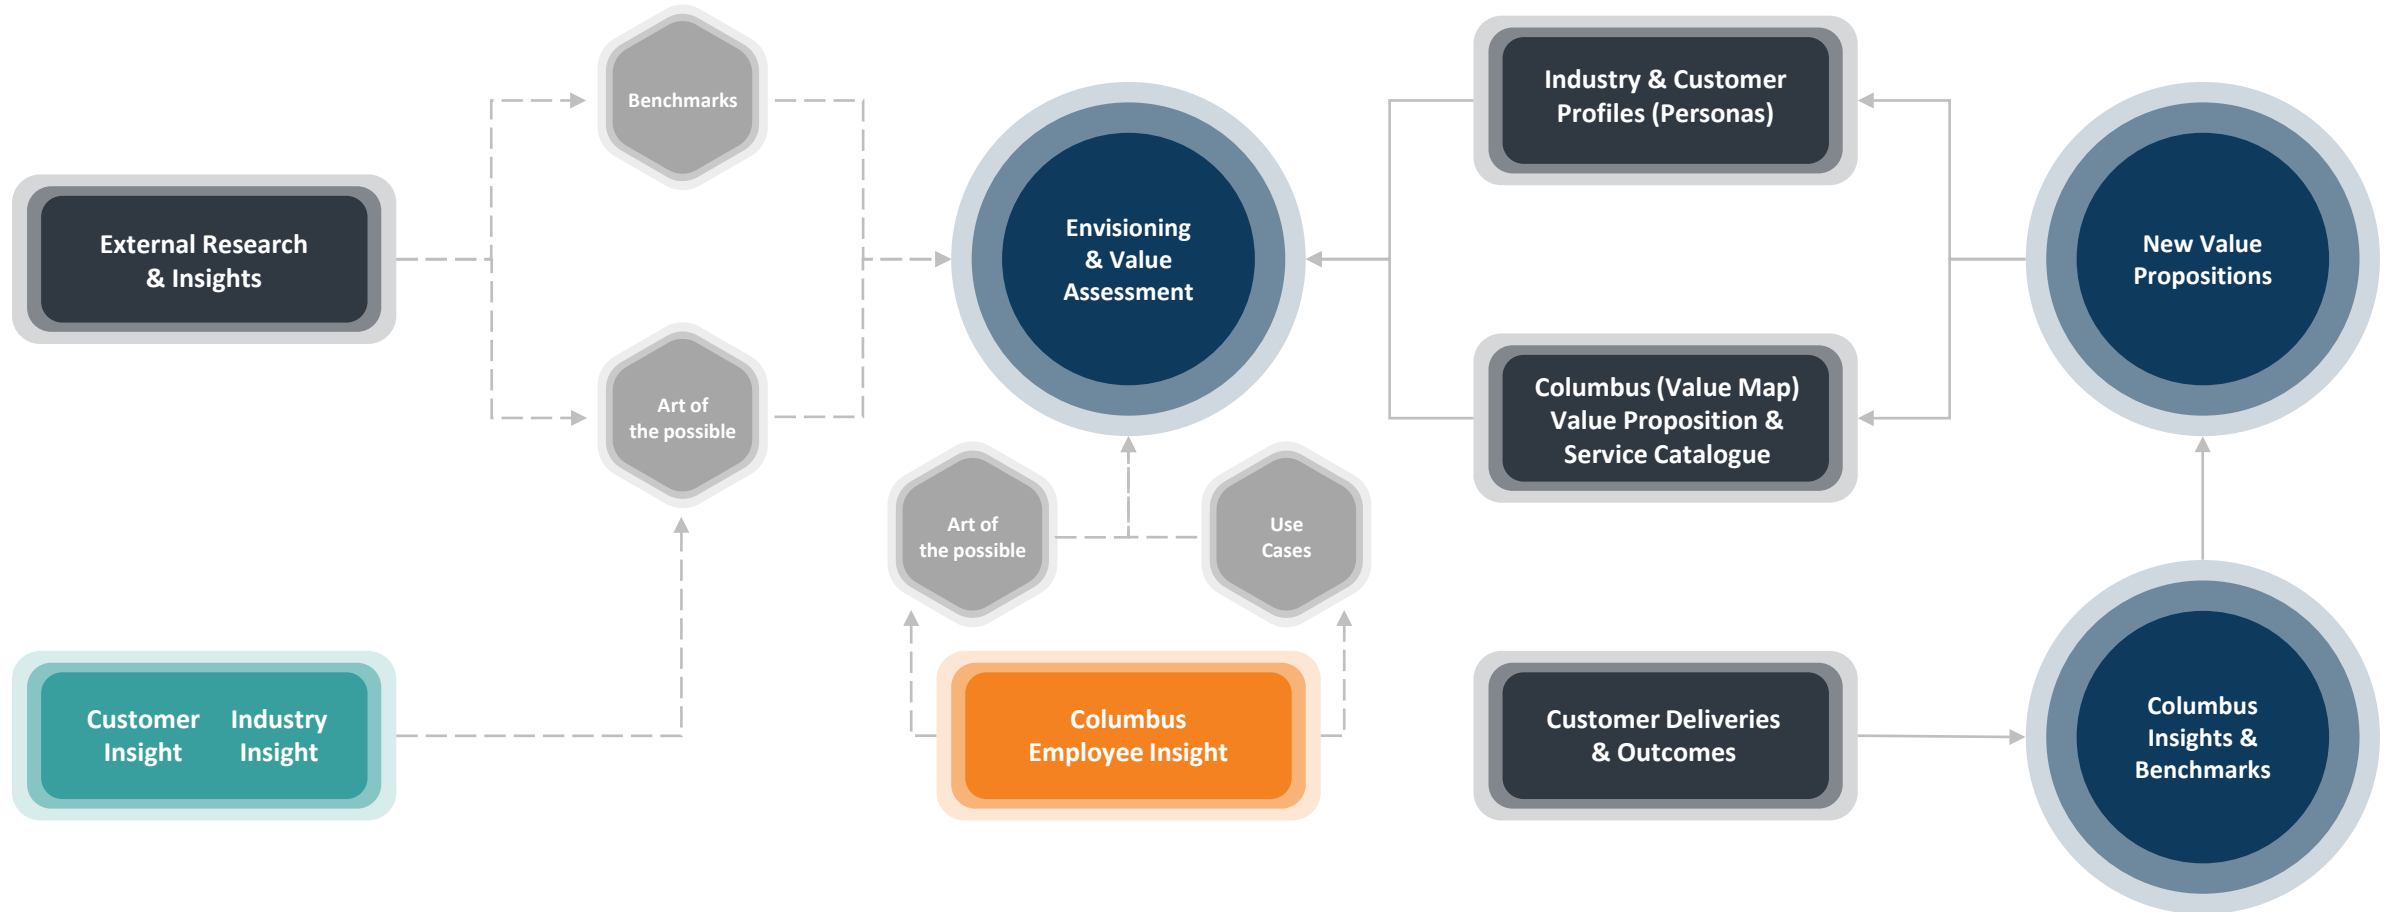 Benchmarks
Industry & Customer
Profiles (Personas)
External Research
& Insights
Envisioning
& Value
Assessment
New Value
Propositions
Art of
the possible
Columbus (Value Map)
Value Proposition &
Service Catalogue
Art of
the possible
Use
Cases
Customer
Insight
Industry
Insight
Columbus
Employee Insight
Customer Deliveries
& Outcomes
Columbus
Insights &
Benchmarks